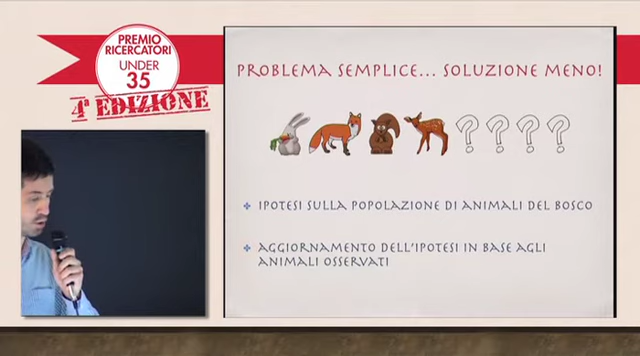 PREMIO
RICERCATORI
UNDER
35
4ª EDIZIONE
PROBLEMA SEMPLICE... SOLUZIONE MENO!
? ? ? ?
IPOTESI SULLA POPOLAZIONE DI ANIMALI DEL BOSCO
AGGIORNAMENTO DELL'IPOTESI IN BASE AGLI
ANIMALI OSSERVATI